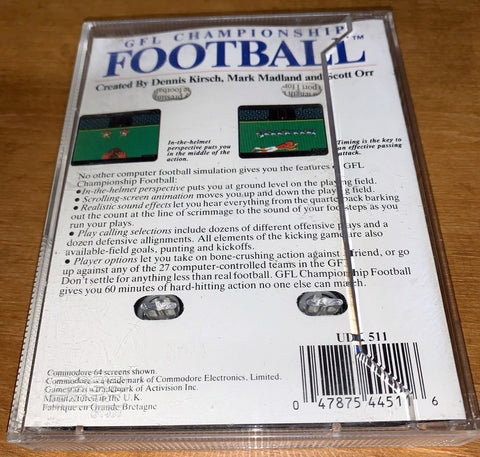 GFL CHAMPIONSHIP
FOOTBALL™
Created By Dennis Kirsch, Mark Madland and Scott Orr
In-the-helmet
perspective puts you
in the middle of the
action.
Timing is the key to
an effective passing
attack.
No other computer football simulation gives you the features of GFL
Championship Football:
• In-the-helmet perspective puts you at ground level on the playing field.
• Scrolling-screen animation moves you up and down the playing field.
• Realistic sound effects let you hear everything from the quarterback barking
out the count at the line of scrimmage to the sound of your footsteps as you
run your plays.
• Play calling selections include dozens of different offensive plays and a
dozen defensive alignments. All elements of the kicking game are also
available-field goals, punting and kickoffs.
• Player options let you take on bone-crushing action against a friend, or go
up against any of the 27 computer-controlled teams in the GFL.
Don't settle for anything less than real football. GFL Championship Football
gives you 60 minutes of hard-hitting action no one else can match.
511
Commodore 64 screens shown.
Commodore is a trademark of Commodore Electronics, Limited.
Gamestar is a trademark of Activision Inc.
Manufactured in the U.K.
Fabriqué en Grande Bretagne
0 47875 44511 6